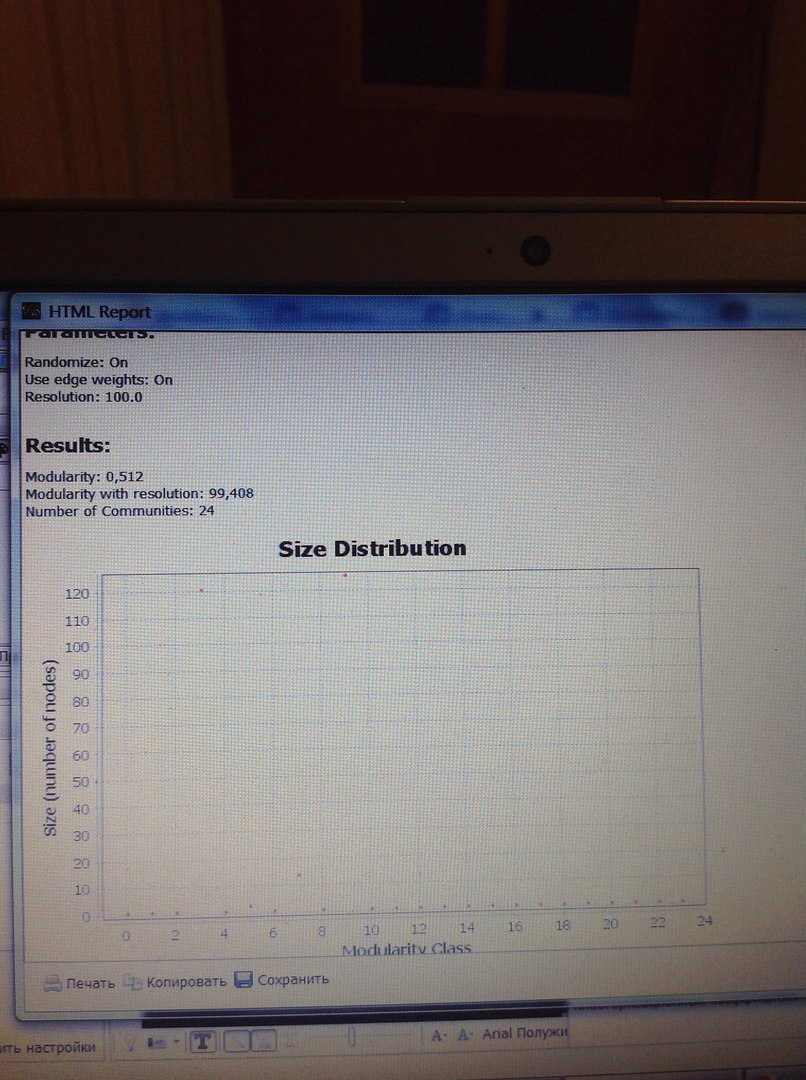 HTML Report
Parameters:
Randomize: On
Use edge weights: On
Resolution: 100.0
Results:
Modularity: 0,512
Modularity with resolution: 99,408
Number of Communities: 24
Size Distribution
120
110
100
90
80
70
60
50
40
30
20
10
0
Size (number of nodes)
0 2 4 6 8 10 12 14 16 18 20 22 24
Modularity Class
Печать Копировать Сохранить
ить настройки T A- A- Arial Полужи